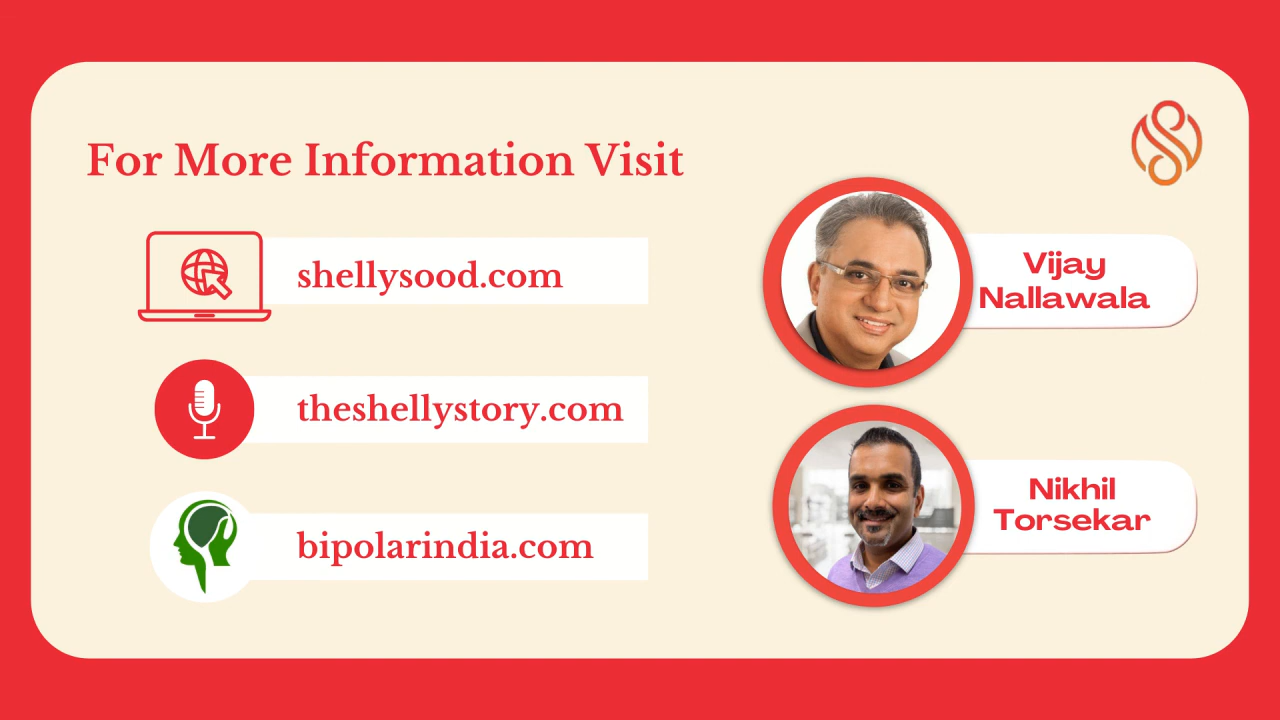 For More Information Visit
shellysood.com
theshellystory.com
bipolarindia.com
Vijay
Nallawala
Nikhil
Torsekar